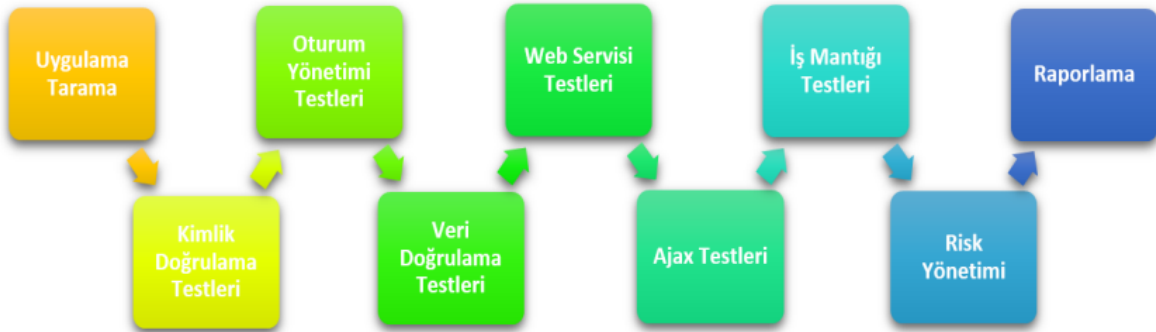 Uygulama
Tarama
Kimlik
Doğrulama
Testleri
Oturum
Yönetimi
Testleri
Veri
Doğrulama
Testleri
Web Servisi
Testleri
Ajax Testleri
İş Mantığı
Testleri
Risk
Yönetimi
Raporlama